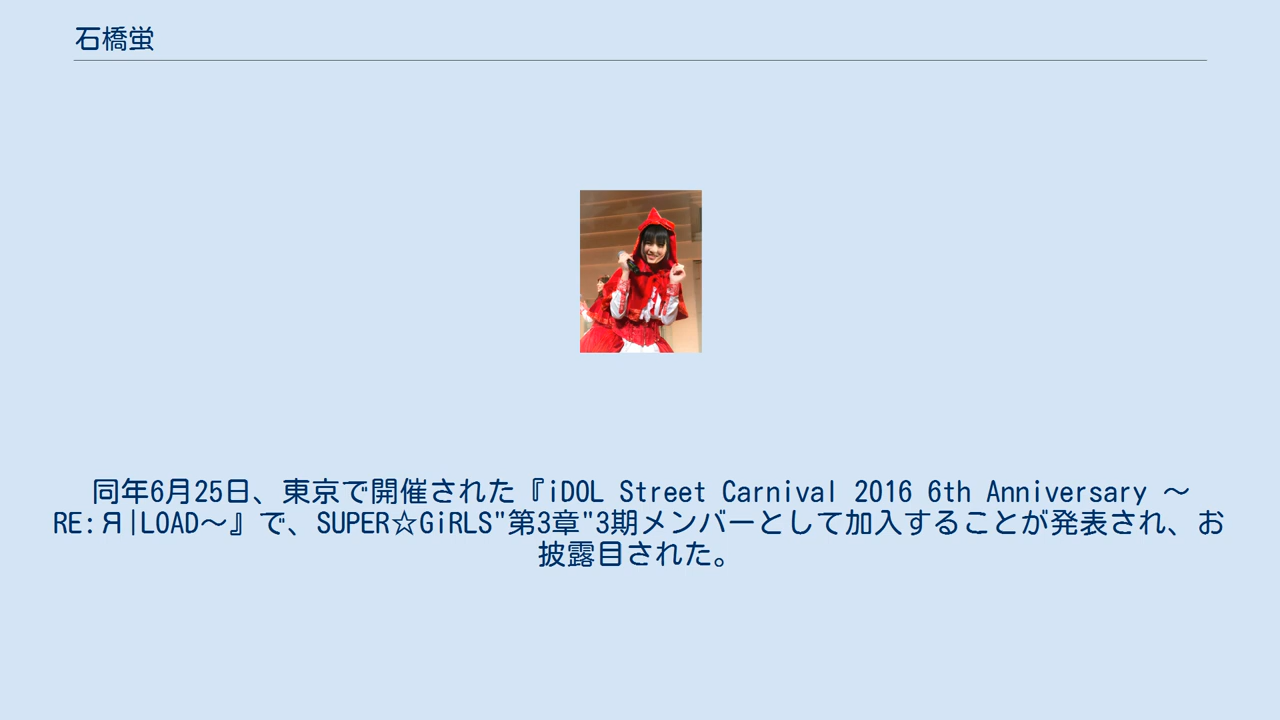 石橋蛍
同年6月25日、東京で開催された『iDOL Street Carnival 2016 6th Anniversary ～
RE:Я|LOAD～』で、SUPER☆GiRLS"第3章"3期メンバーとして加入することが発表され、お
披露目された。